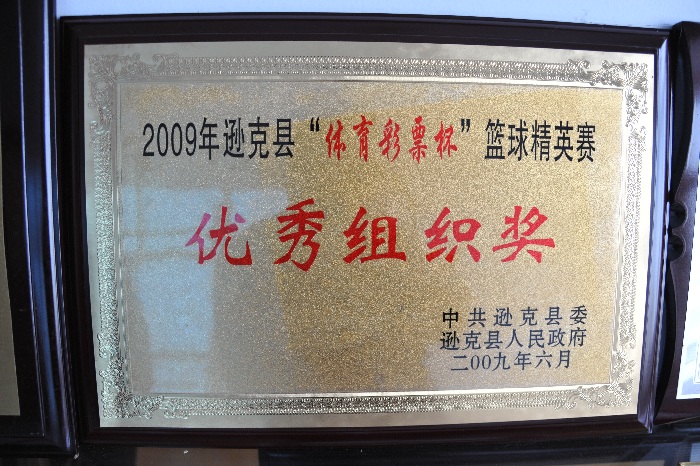 2009年逊克县“体育彩票杯”篮球精英赛
优秀组织奖
中共逊克县委
逊克县人民政府
二00九年六月